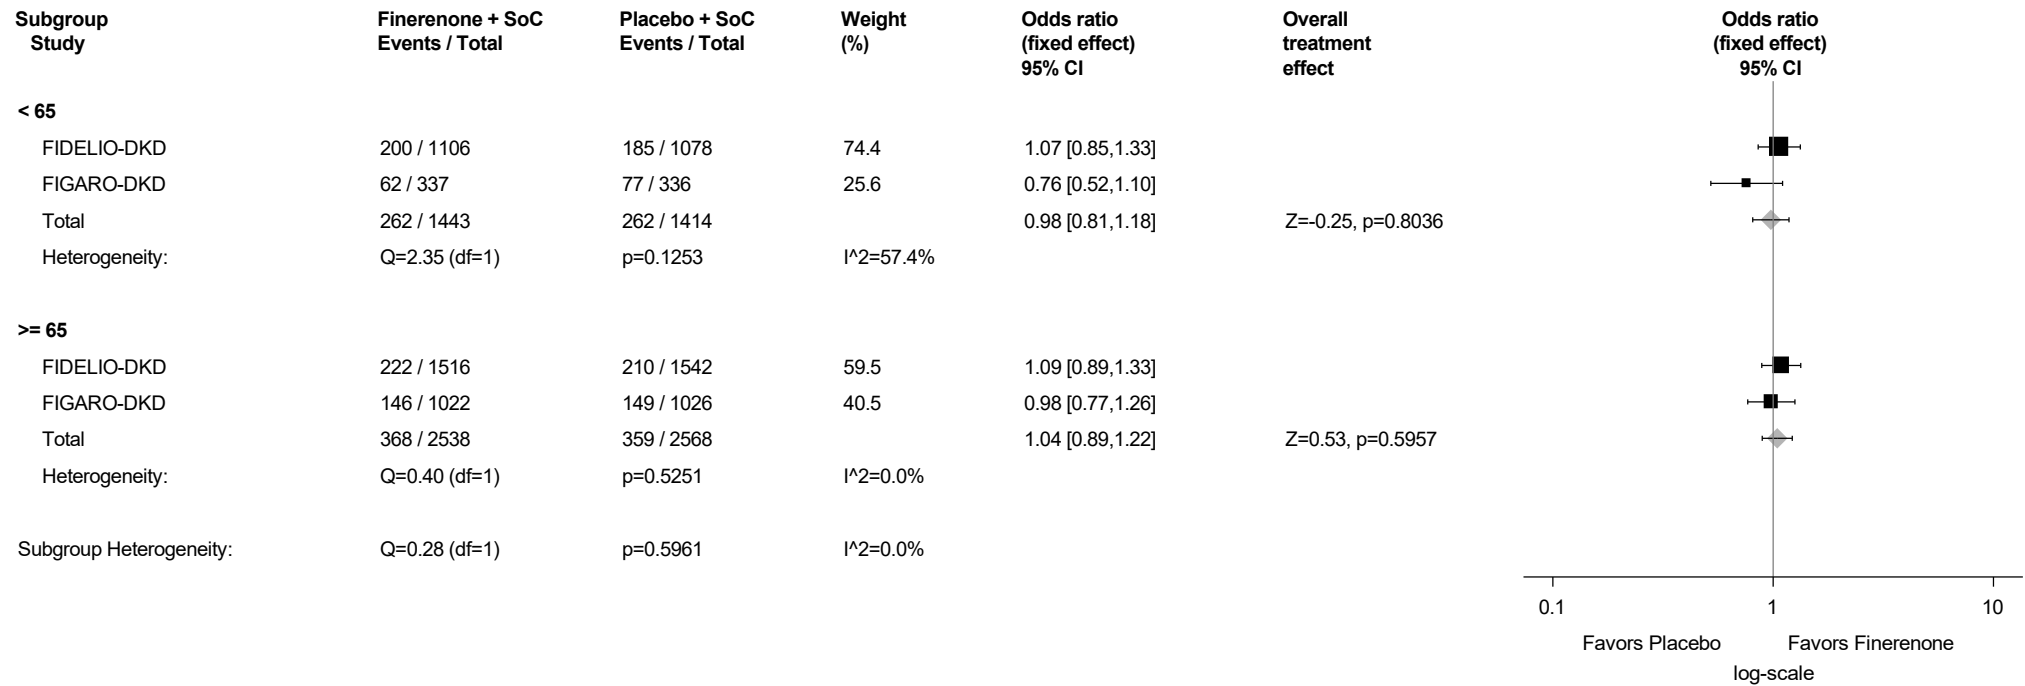 Subgroup Finerenone + SoC Placebo + SoC Weight Odds ratio Overall Odds ratio
Study Events / Total Events / Total (%) (fixed effect) treatment (fixed effect)
95% CI effect 95% CI
< 65
FIDELIO-DKD 200 / 1106 185 / 1078 74.4 1.07 [0.85,1.33]
FIGARO-DKD 62 / 337 77 / 336 25.6 0.76 [0.52,1.10]
Total 262 / 1443 262 / 1414 0.98 [0.81,1.18] Z=-0.25, p=0.8036
Heterogeneity: Q=2.35 (df=1) p=0.1253 I^2=57.4%
>= 65
FIDELIO-DKD 222 / 1516 210 / 1542 59.5 1.09 [0.89,1.33]
FIGARO-DKD 146 / 1022 149 / 1026 40.5 0.98 [0.77,1.26]
Total 368 / 2538 359 / 2568 1.04 [0.89,1.22] Z=0.53, p=0.5957
Heterogeneity: Q=0.40 (df=1) p=0.5251 I^2=0.0%
Subgroup Heterogeneity: Q=0.28 (df=1) p=0.5961 I^2=0.0%
0.1 1 10
Favors Placebo Favors Finerenone
log-scale